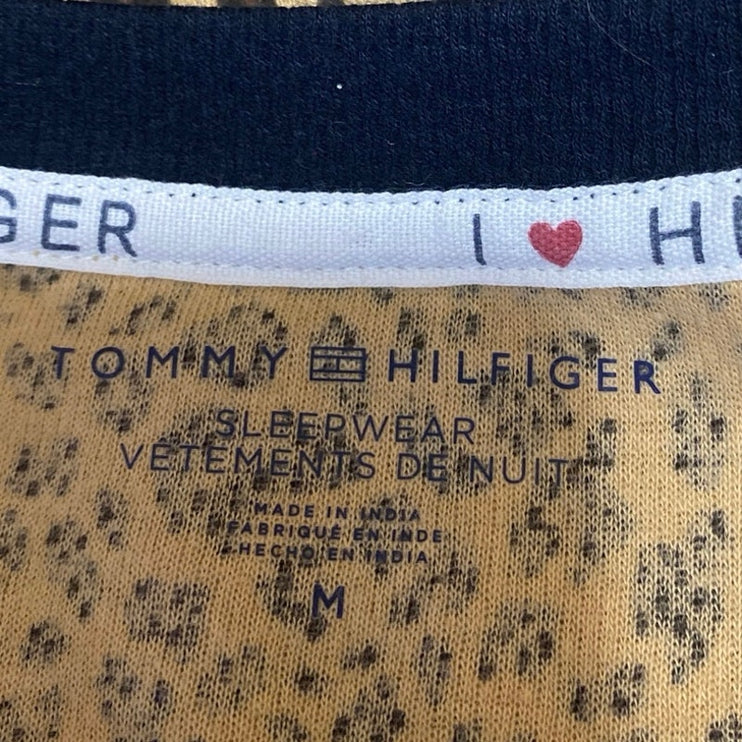 GER I ❤ H
TOMMY HILFIGER
SLEEPWEAR
VÊTEMENTS DE NUIT
MADE IN INDIA
FABRIQUÉ EN INDE
HECHO EN INDIA
M